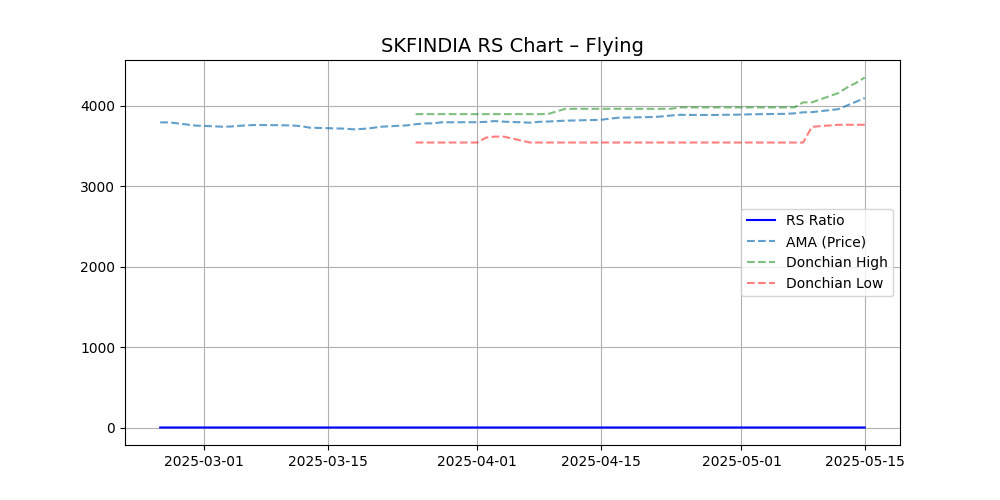 SKFINDIA RS Chart – Flying
4000
3000
2000
1000
0
RS Ratio
AMA (Price)
Donchian High
Donchian Low
2025-03-01 2025-03-15 2025-04-01 2025-04-15 2025-05-01 2025-05-15